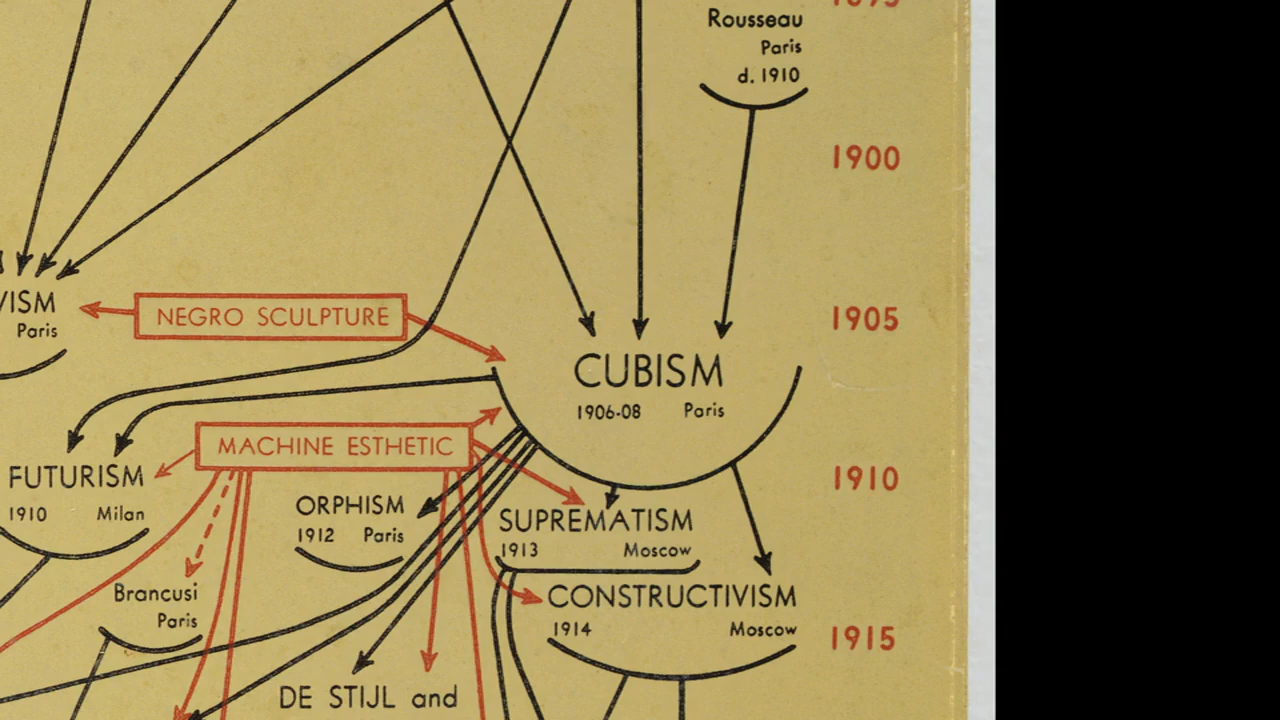 1895
Rousseau
Paris
d. 1910
1900
VISM
Paris
NEGRO SCULPTURE
1905
CUBISM
1906-08 Paris
MACHINE ESTHETIC
FUTURISM
1910 Milan
ORPHISM
1912 Paris
1910
SUPREMATISM
1913 Moscow
Brancusi
Paris
CONSTRUCTIVISM
1914 Moscow
1915
DE STIJL and